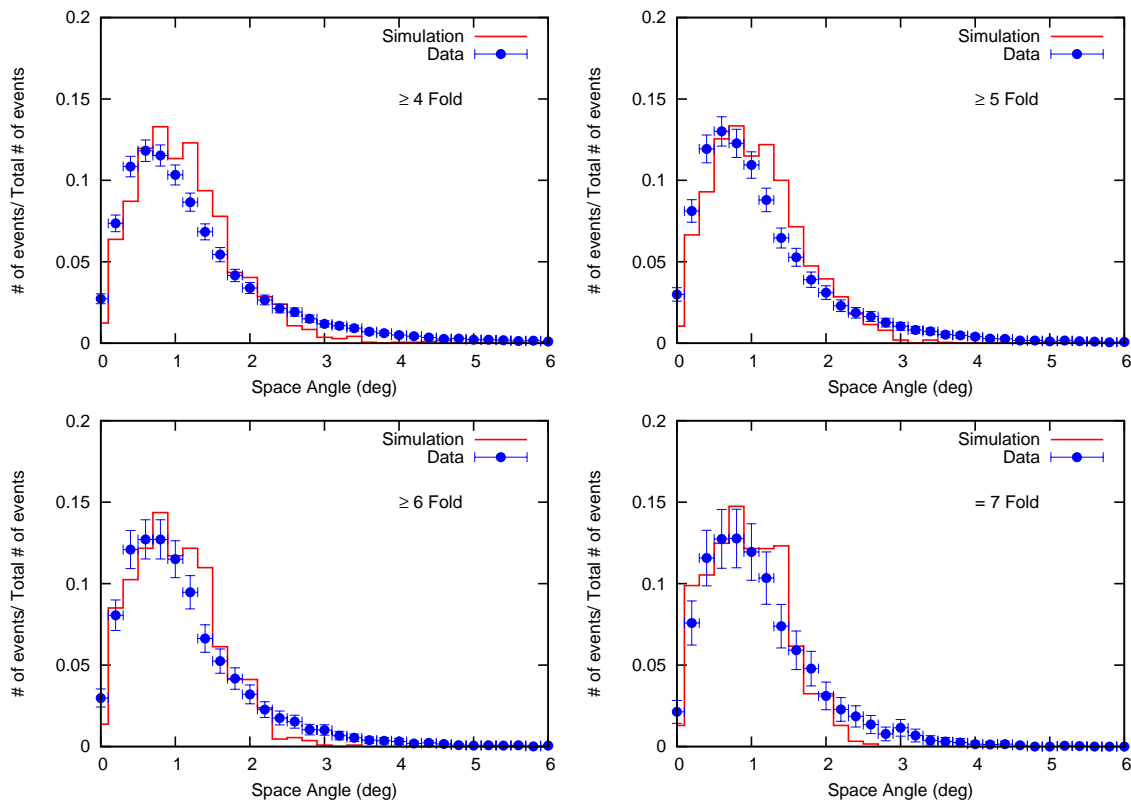 0.2
0.15
0.1
0.05
0
# of events/ Total # of events
Simulation
Data
≥ 4 Fold
0 1 2 3 4 5 6
Space Angle (deg)
0.2
0.15
0.1
0.05
0
# of events/ Total # of events
Simulation
Data
≥ 5 Fold
0 1 2 3 4 5 6
Space Angle (deg)
0.2
0.15
0.1
0.05
0
# of events/ Total # of events
Simulation
Data
≥ 6 Fold
0 1 2 3 4 5 6
Space Angle (deg)
0.2
0.15
0.1
0.05
0
# of events/ Total # of events
Simulation
Data
= 7 Fold
0 1 2 3 4 5 6
Space Angle (deg)